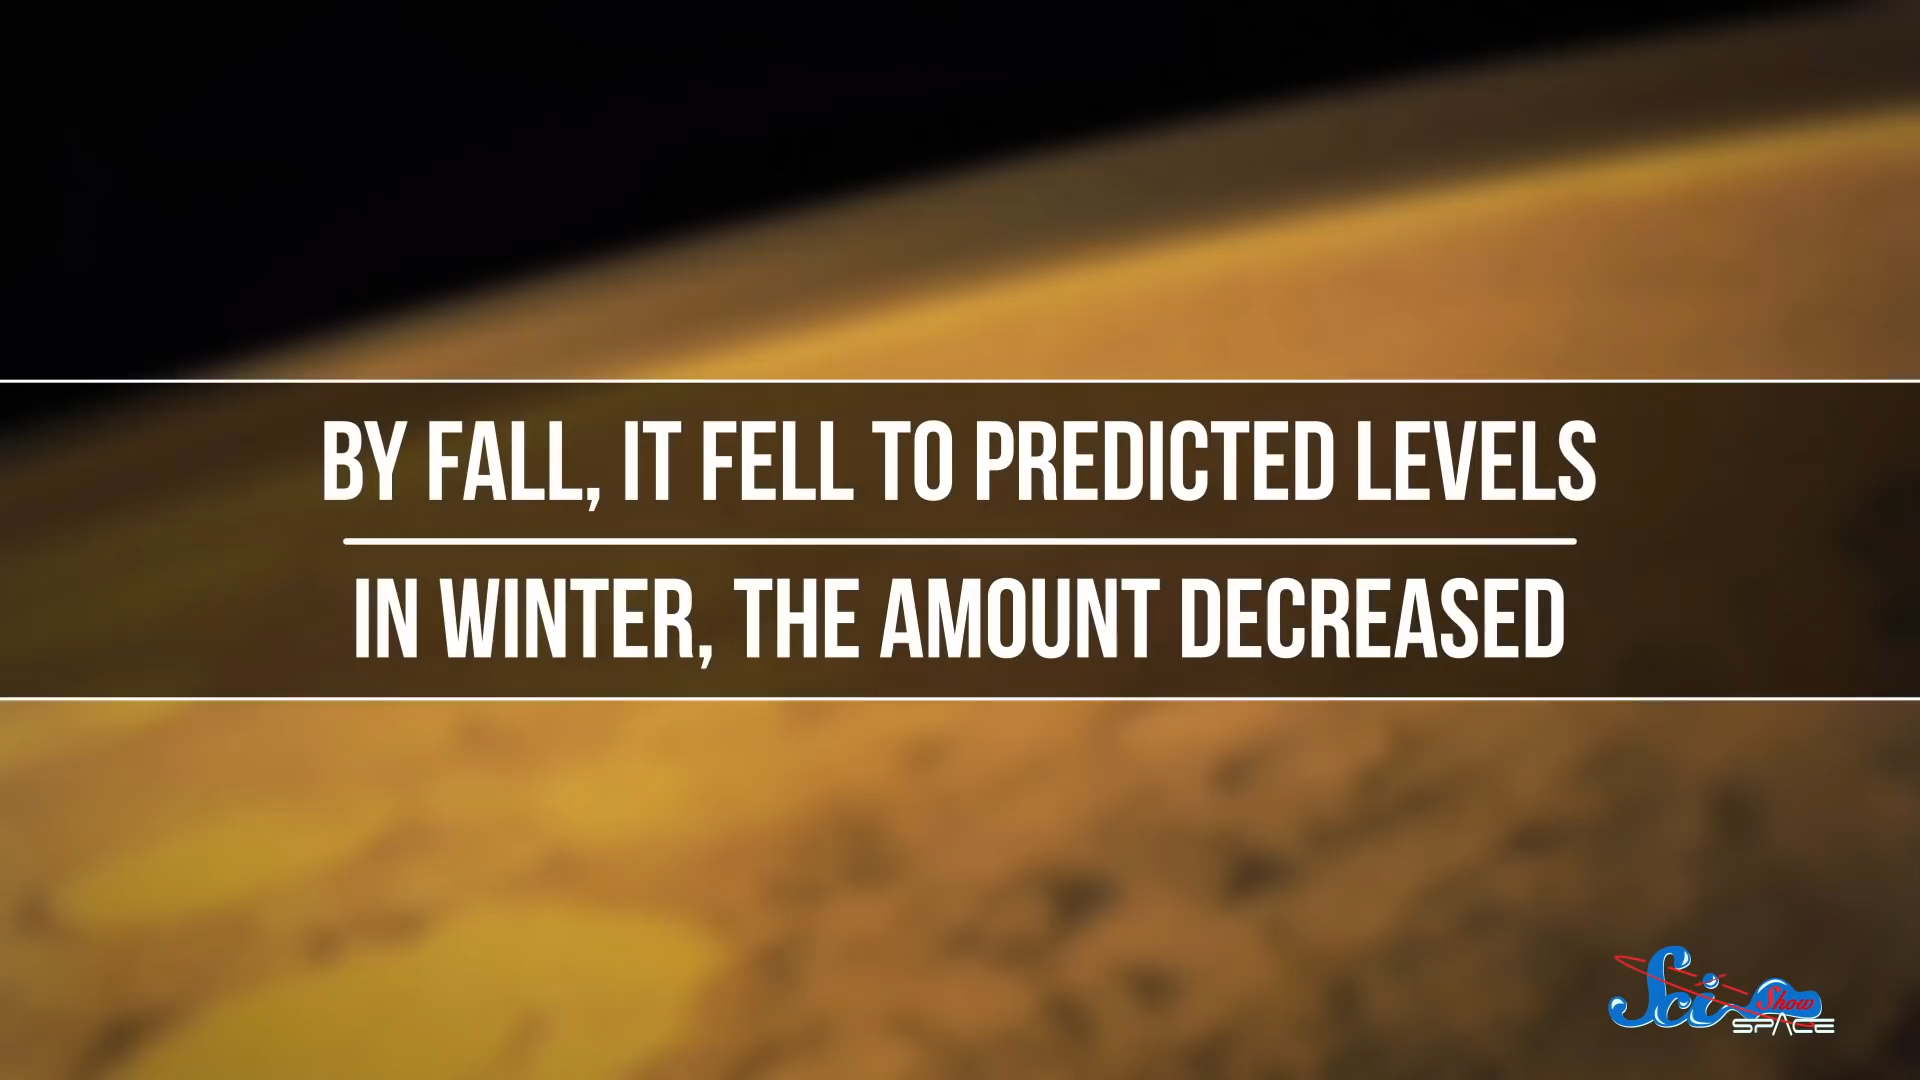 BY FALL, IT FELL TO PREDICTED LEVELS
IN WINTER, THE AMOUNT DECREASED
Sci Show
SPACE